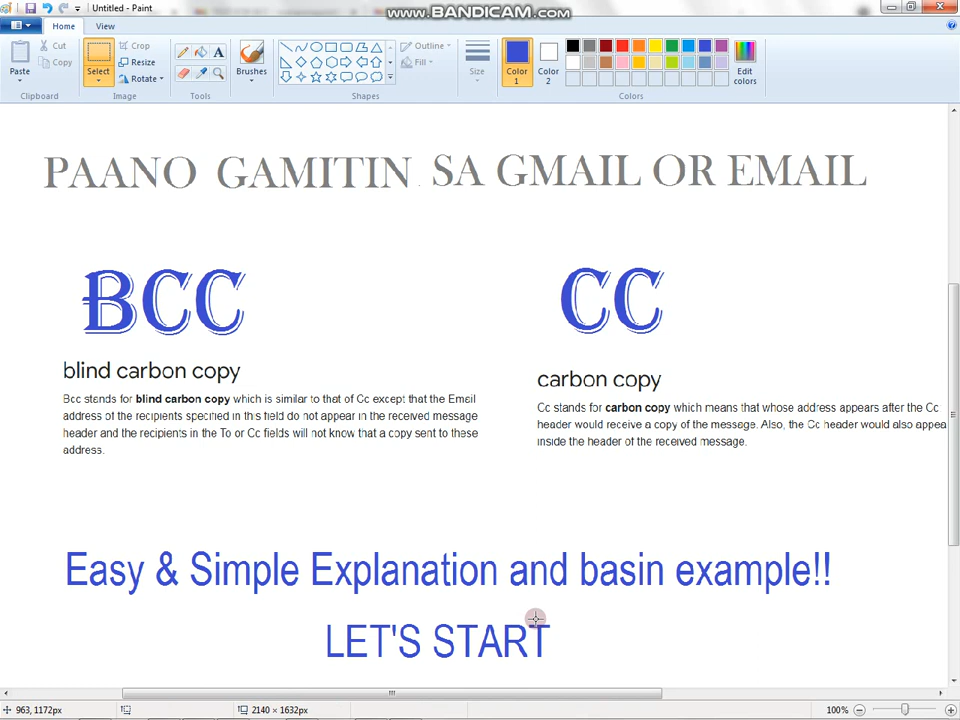 Untitled - Paint
www.BANDICAM.com
Home
View
Paste
Cut
Copy
Clipboard
Select
Crop
Resize
Rotate
Image
Tools
Brushes
Outline
Fill
Shapes
Size
Color 1
Color 2
Edit colors
Colors
PAANO GAMITIN SA GMAIL OR EMAIL
BCC
CC
blind carbon copy
Bcc stands for blind carbon copy which is similar to that of Cc except that the Email
address of the recipients specified in this field do not appear in the received message
header and the recipients in the To or Cc fields will not know that a copy sent to these
address.
carbon copy
Cc stands for carbon copy which means that whose address appears after the Cc:
header would receive a copy of the message. Also, the Cc header would also appea
inside the header of the received message.
Easy & Simple Explanation and basin example!!
LET'S START
963, 1172px
2140 × 1632px
100%